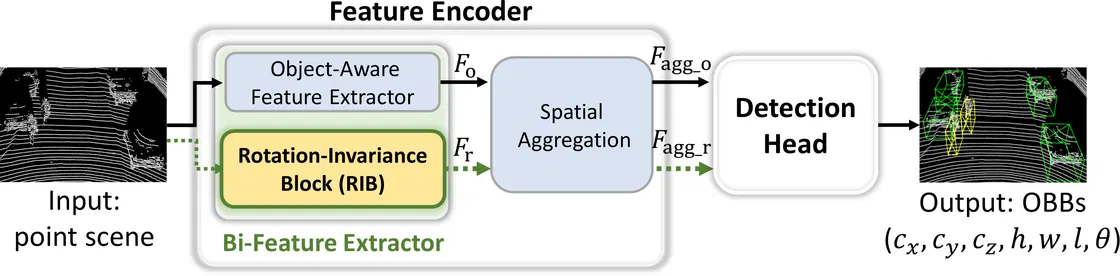 Feature Encoder
Object-Aware
Feature Extractor
Rotation-Invariance
Block (RIB)
Bi-Feature Extractor
F_o
F_r
Spatial
Aggregation
F_agg_o
F_agg_r
Detection
Head
Input:
point scene
Output: OBBs
(c_x, c_y, c_z, h, w, l, θ)